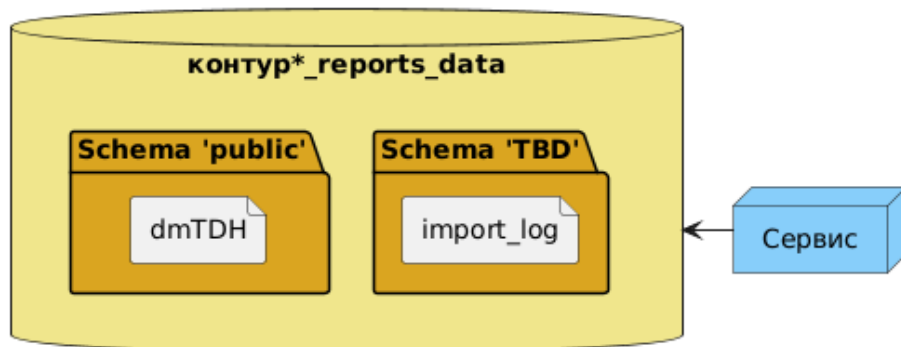 контур*_reports_data
Schema 'public'
Schema 'TBD'
dmTDH
import_log
Сервис